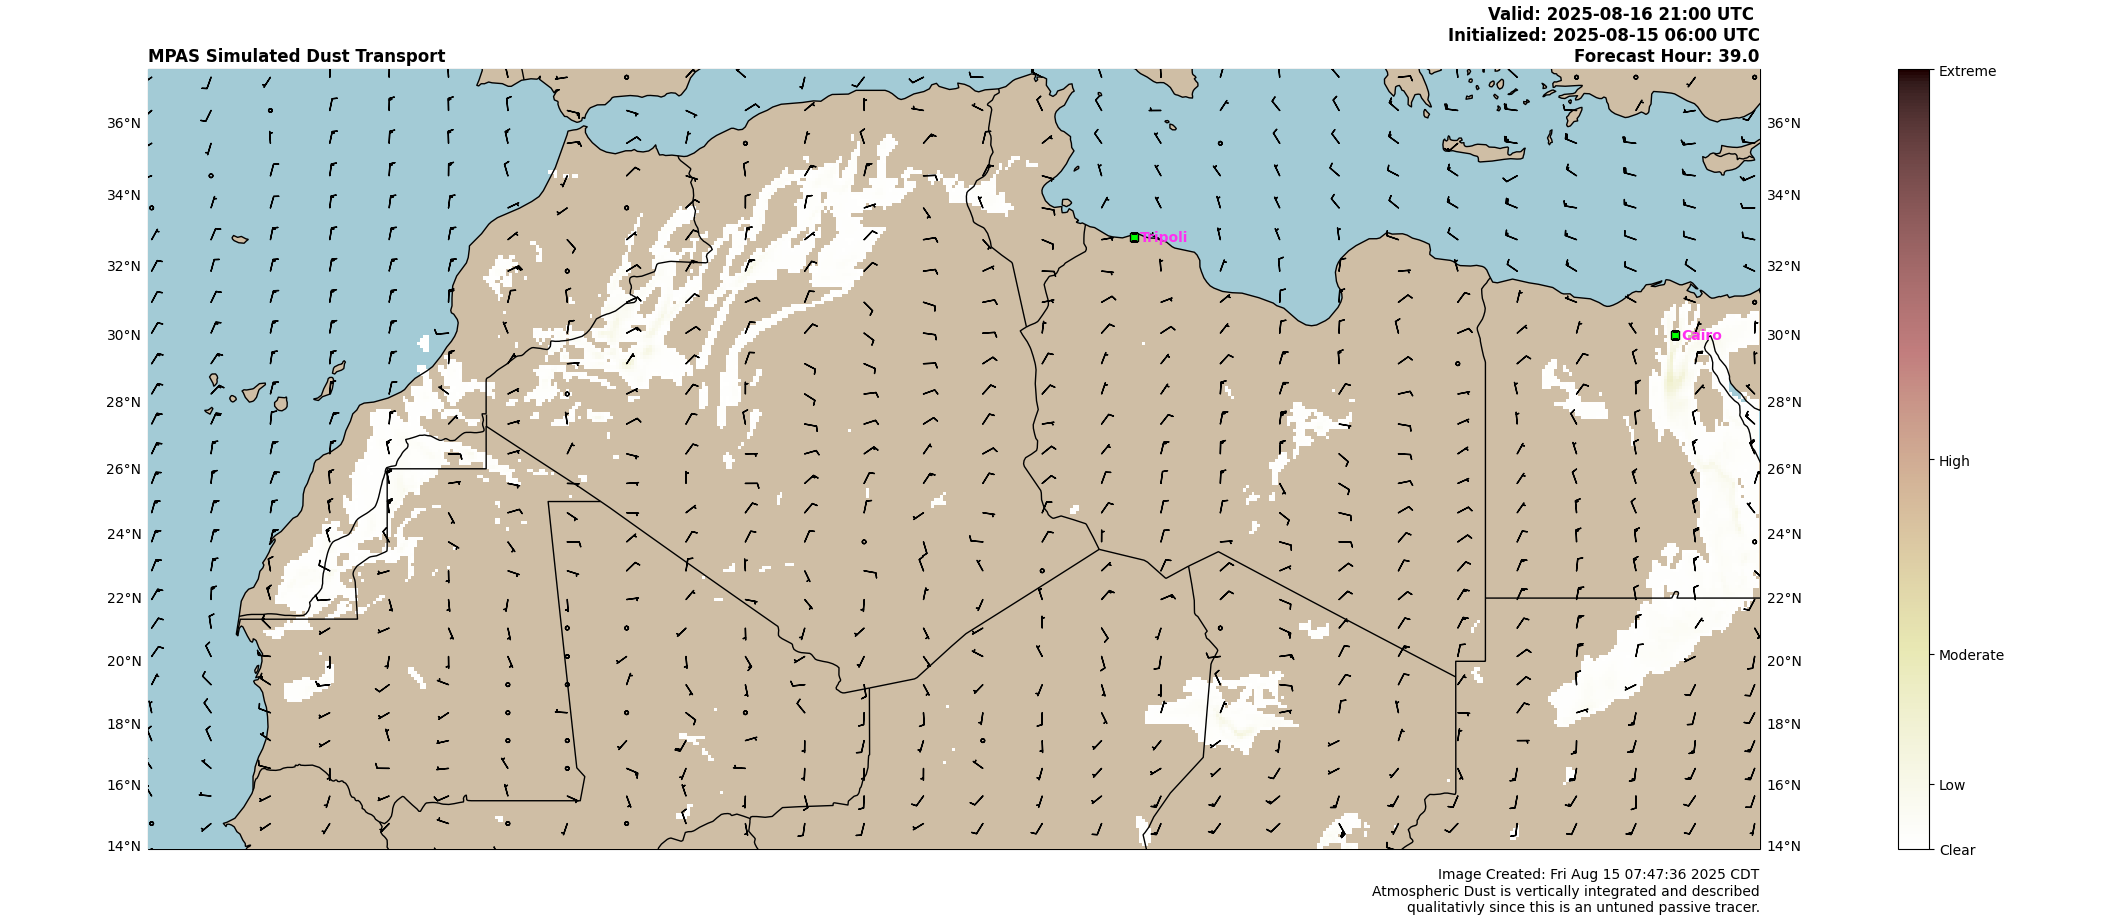 Valid: 2025-08-16 21:00 UTC
Initialized: 2025-08-15 06:00 UTC
MPAS Simulated Dust Transport
Forecast Hour: 39.0
36°N
34°N
32°N
30°N
28°N
26°N
24°N
22°N
20°N
18°N
16°N
14°N
Tripoli
Cairo
36°N
34°N
32°N
30°N
28°N
26°N
24°N
22°N
20°N
18°N
16°N
14°N
Extreme
High
Moderate
Low
Clear
Image Created: Fri Aug 15 07:47:36 2025 CDT
Atmospheric Dust is vertically integrated and described
qualitativly since this is an untuned passive tracer.